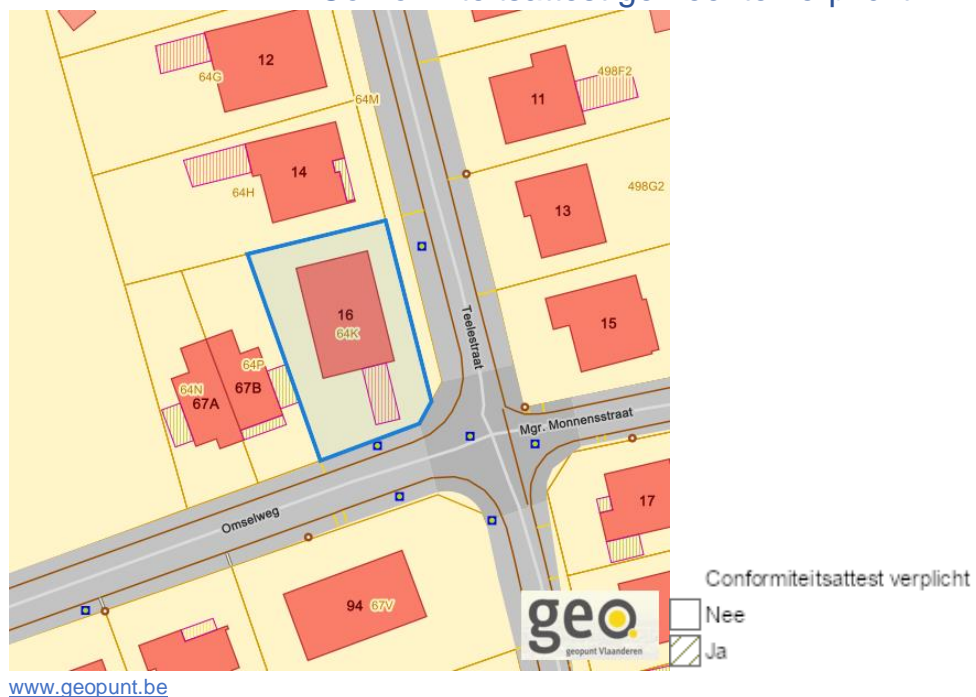 12
64G
64M
11
498F2
14
64H
13
498G2
16
64K
Teelestraat
15
64P
67B
64N
67A
Mgr. Monnensstraat
Omselweg
17
94 67V
geo
geopunt Vlaanderen
Conformiteitsattest verplicht
Nee
Ja
www.geopunt.be